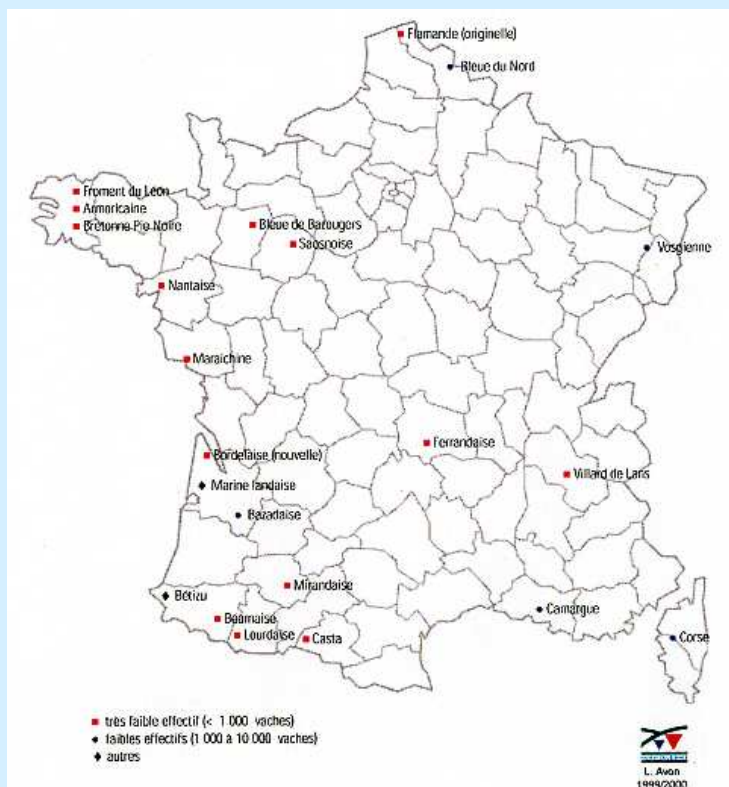 Flamande (originelle)
Bleue du Nord
Froment du Léon
Armoricaine
Bretonne Pie Noire
Bleue de Bazougers
Saosnoise
Vosgienne
Nantaise
Maraichine
Ferrandaise
Bordelaise (nouvelle)
Villard de Lans
Marine landaise
Bazadaise
Mirandaise
Bétizu
Béarnaise
Camargue
Lourdaise
Casta
Corse
très faible effectif (< 1 000 vaches)
faibles effectifs (1 000 à 10 000 vaches)
autres
L. Avon
1999/2000